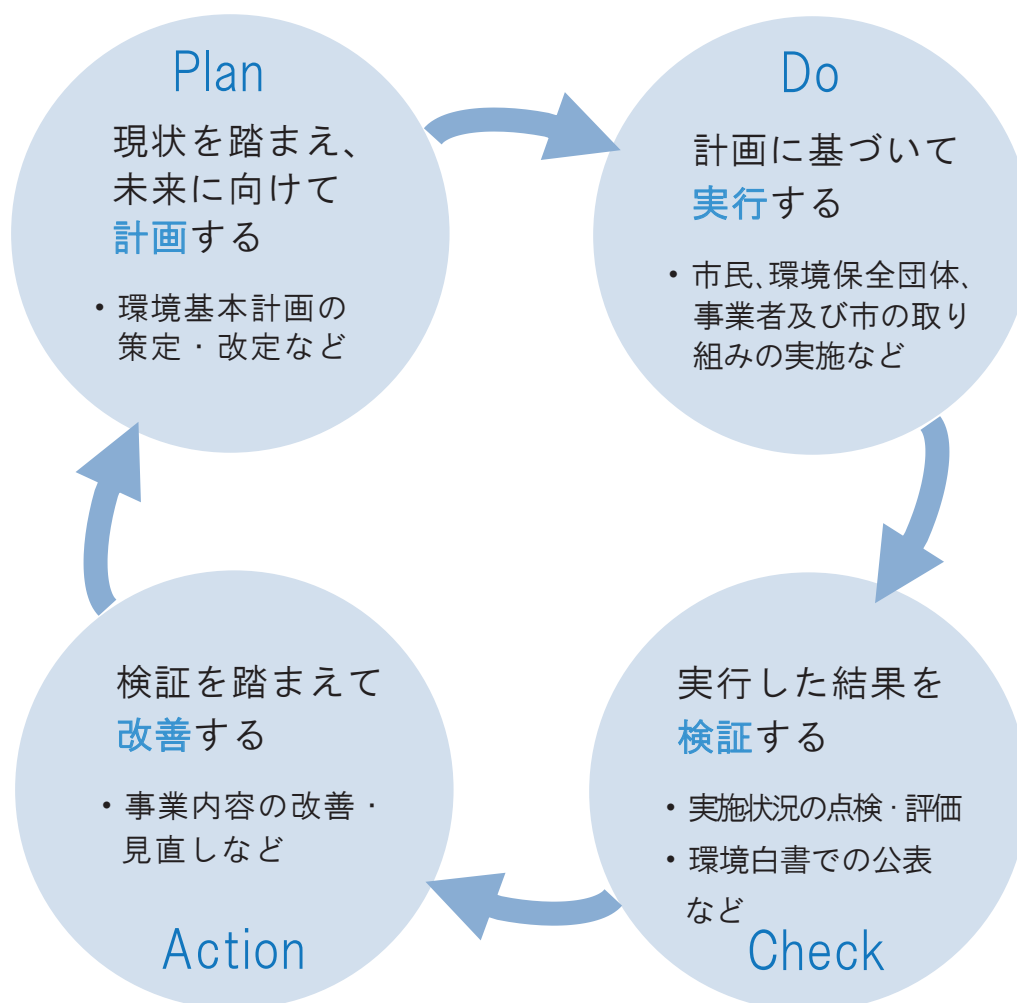 Plan
現状を踏まえ、
未来に向けて
計画する
・環境基本計画の
策定・改定など
Do
計画に基づいて
実行する
・市民、環境保全団体、
事業者及び市の取り
組みの実施など
実行した結果を
検証する
・実施状況の点検・評価
・環境白書での公表
など
Check
検証を踏まえて
改善する
・事業内容の改善・
見直しなど
Action